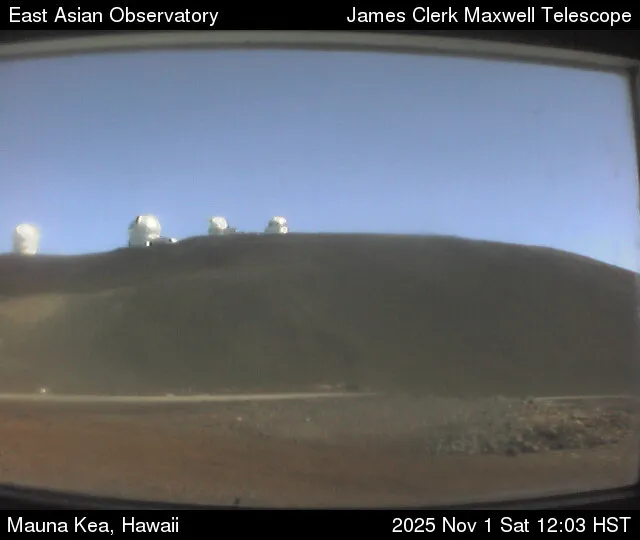 East Asian Observatory
James Clerk Maxwell Telescope
Mauna Kea, Hawaii
2025 Nov 1 Sat 12:03 HST